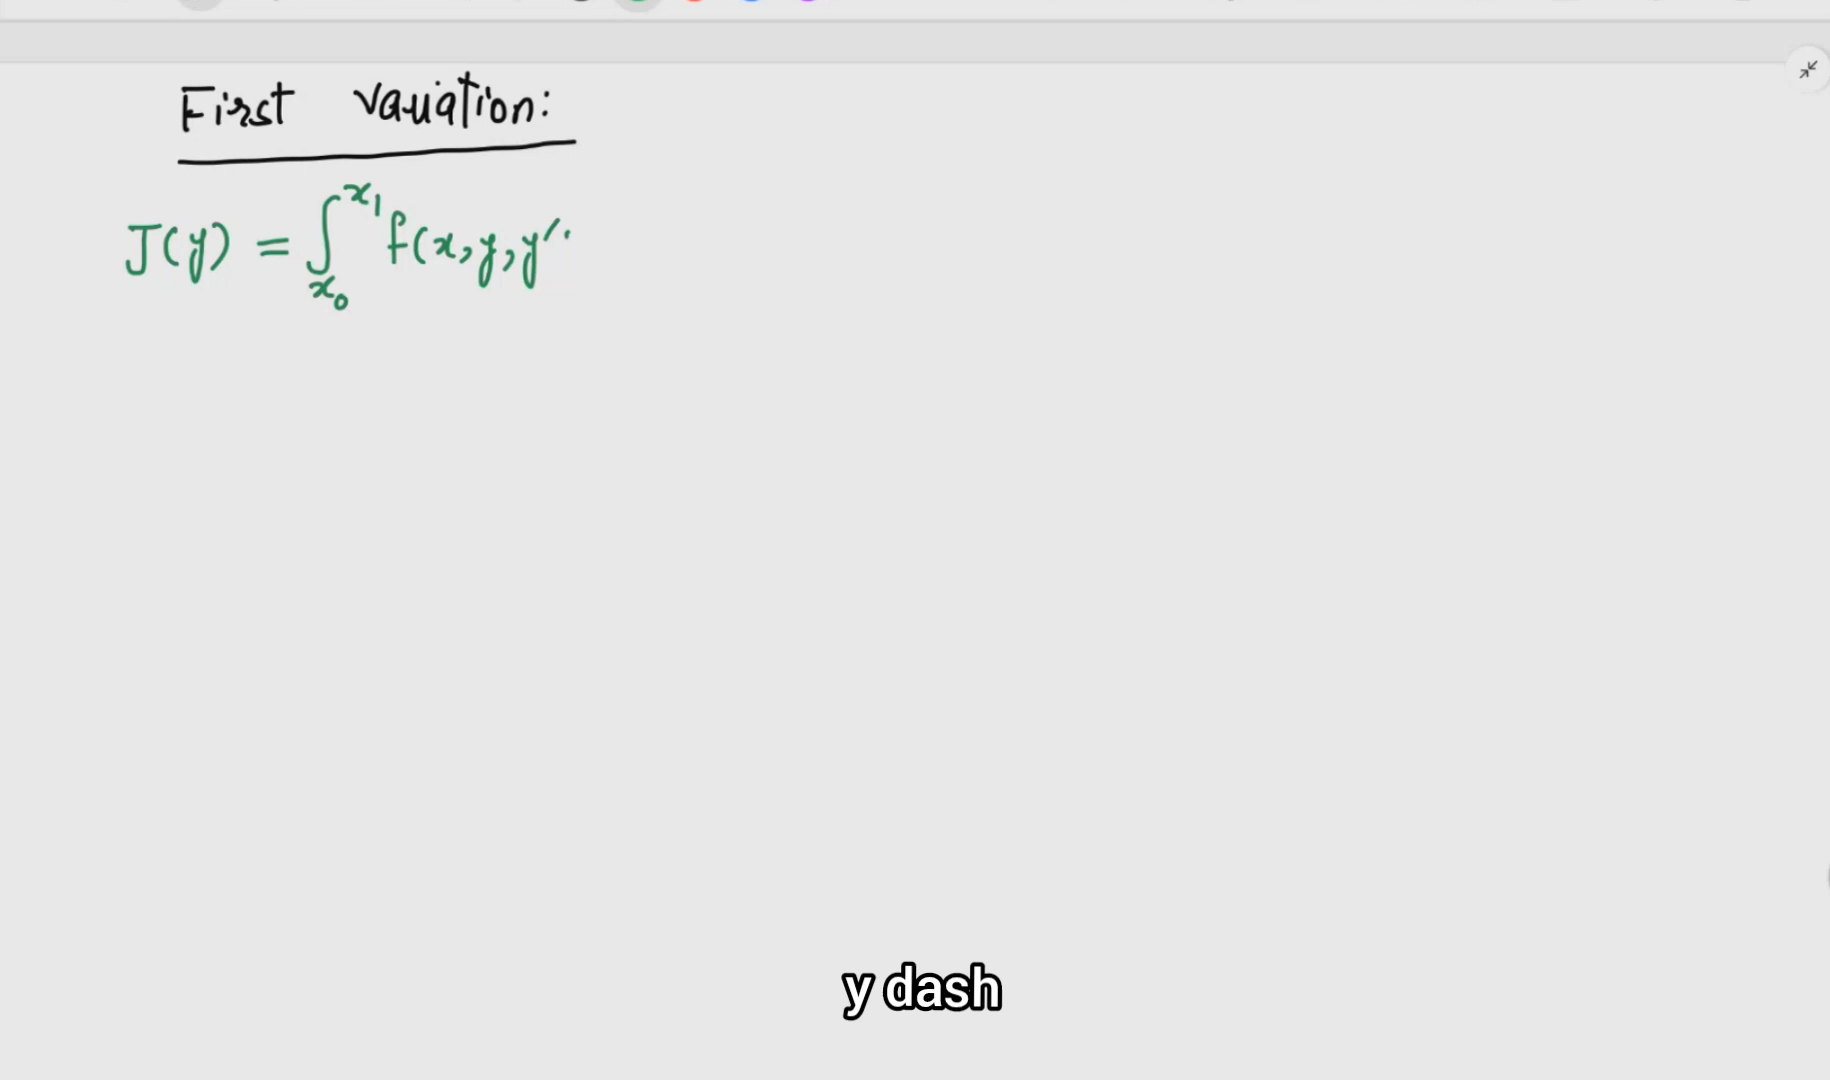 First variation:
J(y) = ∫_{x₀}^{x₁} f(x, y, y′
y dash